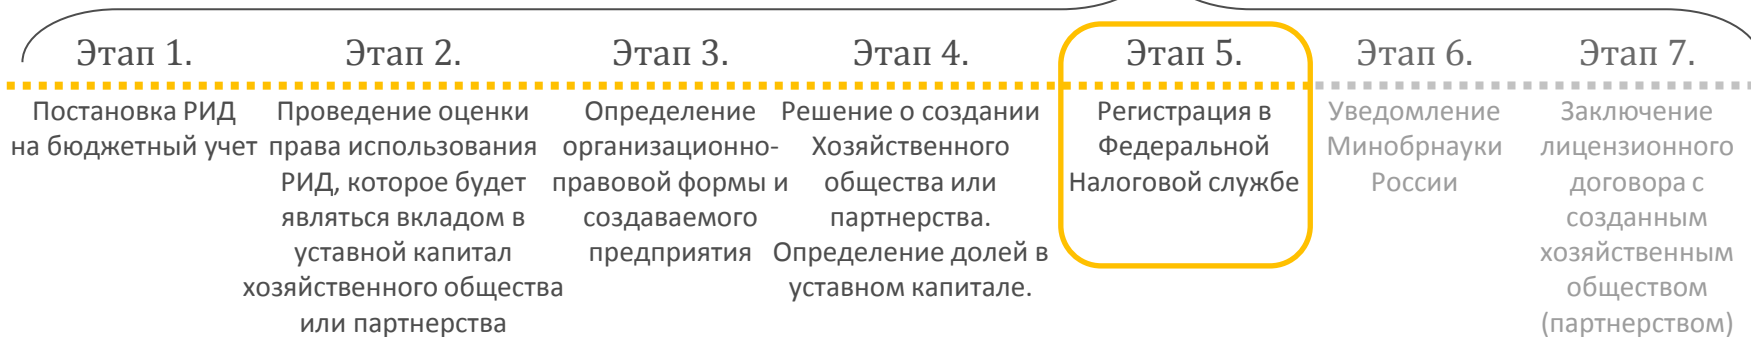 Этап 1.
Постановка РИД
на бюджетный учет
Этап 2.
Проведение оценки
права использования
РИД, которое будет
являться вкладом в
уставной капитал
хозяйственного общества
или партнерства
Этап 3.
Определение
организационно-
правовой формы и
создаваемого
предприятия
Этап 4.
Решение о создании
Хозяйственного
общества или
партнерства.
Определение долей в
уставном капитале.
Этап 5.
Регистрация в
Федеральной
Налоговой службе
Этап 6.
Уведомление
Минобрнауки
России
Этап 7.
Заключение
лицензионного
договора с
созданным
хозяйственным
обществом
(партнерством)